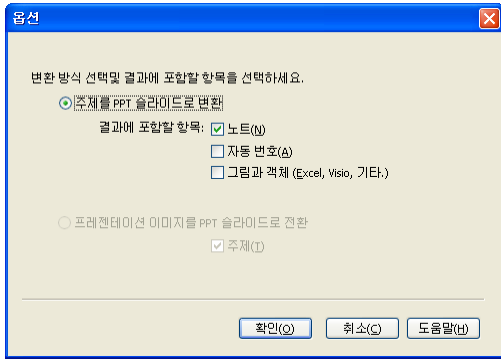 옵션
변환 방식 선택및 결과에 포함할 항목을 선택하세요.
주제를 PPT 슬라이드로 변환
결과에 포함할 항목: 노트(N)
자동 번호(A)
그림과 객체 (Excel, Visio, 기타.)
프레젠테이션 이미지를 PPT 슬라이드로 전환
주제(T)
확인(O) 취소(C) 도움말(H)